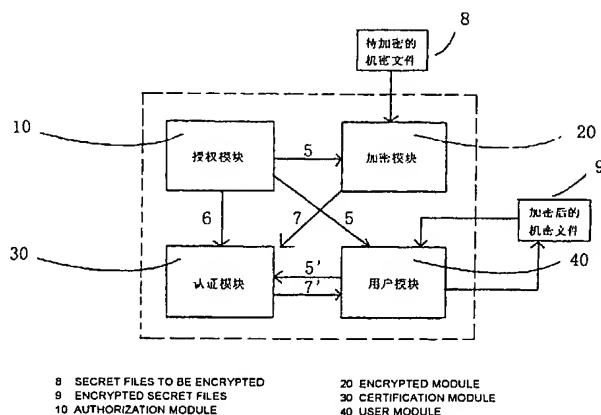 8
待加密的
机密文件
10
20
授权模块
5
加密模块
9
6
7
5
加密后的
机密文件
30
认证模块
5'
7'
用户模块
40
8 SECRET FILES TO BE ENCRYPTED
9 ENCRYPTED SECRET FILES
10 AUTHORIZATION MODULE
20 ENCRYPTED MODULE
30 CERTIFICATION MODULE
40 USER MODULE